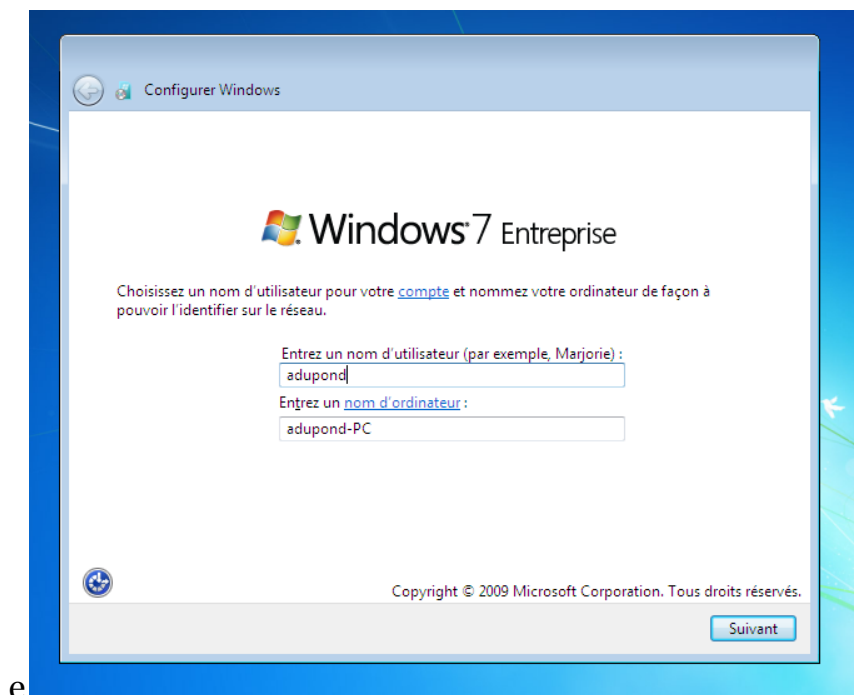 Configurer Windows
Windows 7 Entreprise
Choisissez un nom d'utilisateur pour votre compte et nommez votre ordinateur de façon à
pouvoir l'identifier sur le réseau.
Entrez un nom d'utilisateur (par exemple, Marjorie) :
adupond
Entrez un nom d'ordinateur :
adupond-PC
Copyright © 2009 Microsoft Corporation. Tous droits réservés.
Suivant
e